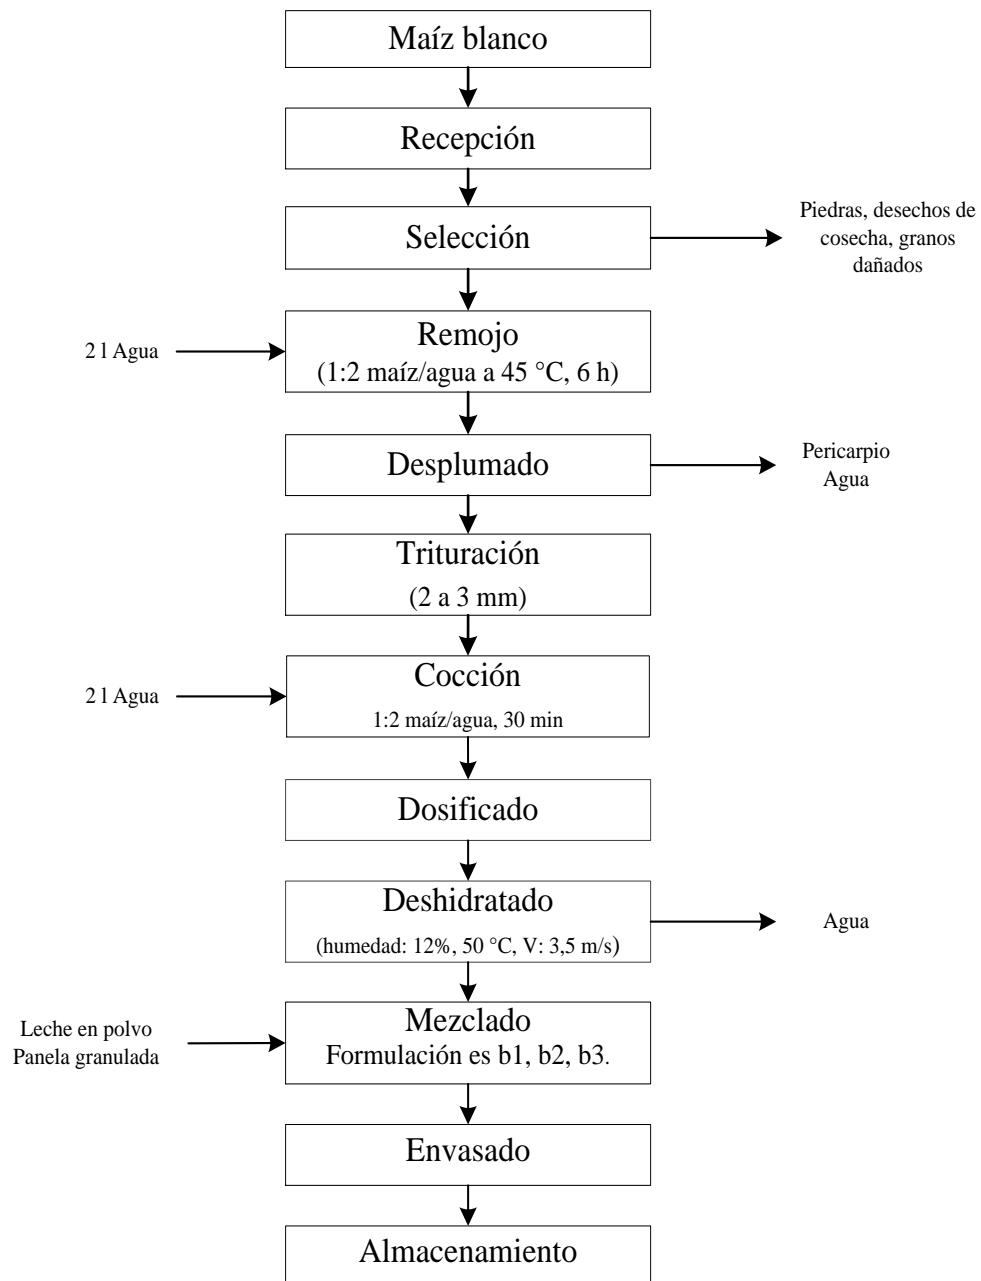 Maíz blanco
Recepción
Selección
Piedras, desechos de
cosecha, granos
dañados
2 l Agua
Remojo
(1:2 maíz/agua a 45 °C, 6 h)
Desplumado
Pericarpio
Agua
Trituración
(2 a 3 mm)
2 l Agua
Cocción
1:2 maíz/agua, 30 min
Dosificado
Deshidratado
(humedad: 12%, 50 °C, V: 3,5 m/s)
Agua
Leche en polvo
Panela granulada
Mezclado
Formulación es b1, b2, b3.
Envasado
Almacenamiento